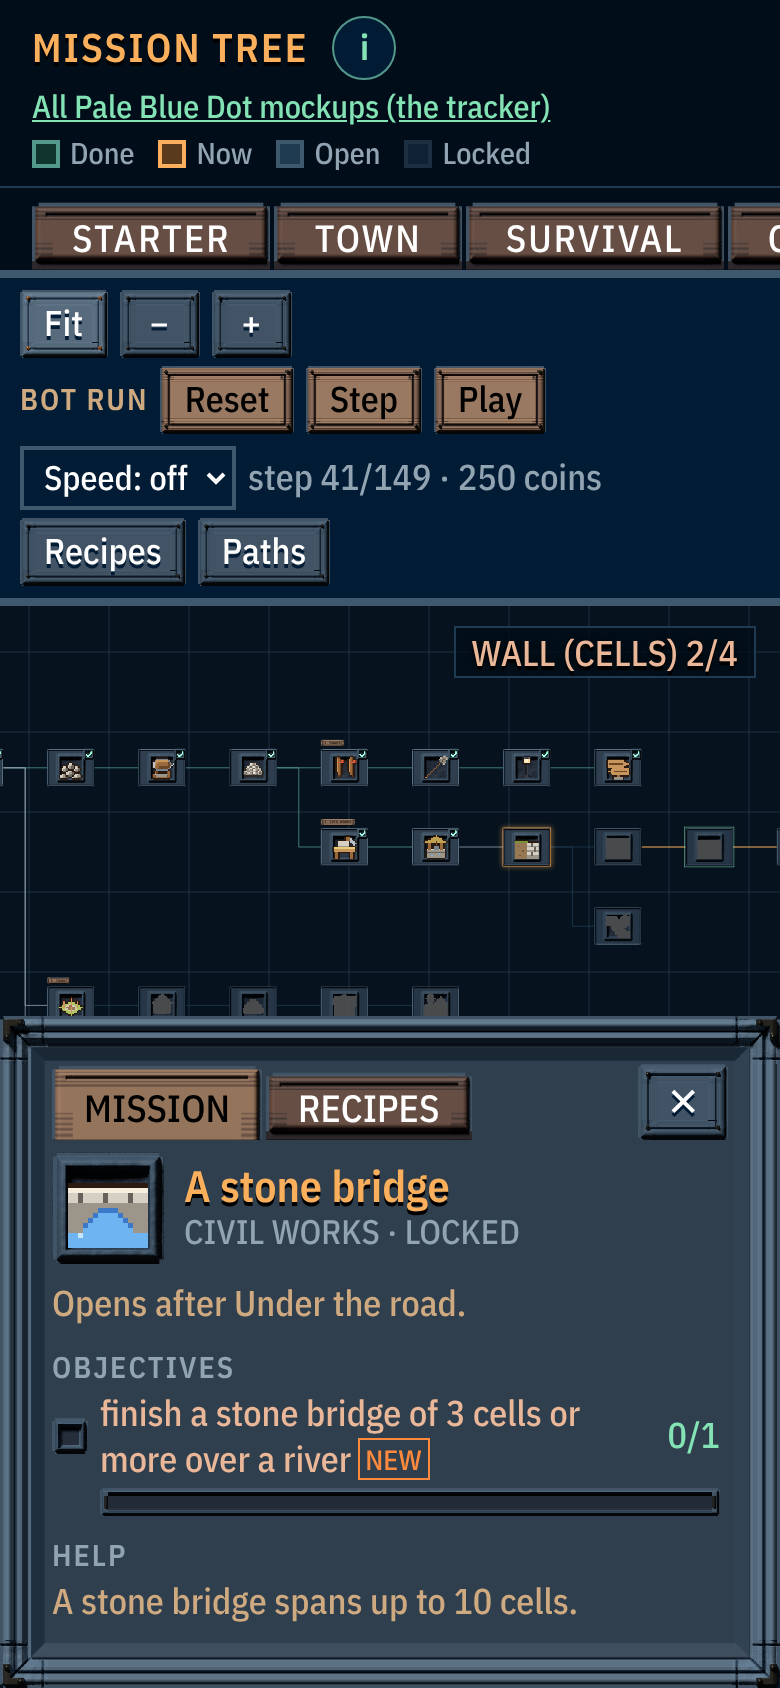 MISSION TREE i
All Pale Blue Dot mockups (the tracker)
Done Now Open Locked
STARTER TOWN SURVIVAL
Fit − +
BOT RUN Reset Step Play
Speed: off step 41/149 · 250 coins
Recipes Paths
WALL (CELLS) 2/4
MISSION RECIPES ✕
A stone bridge
CIVIL WORKS · LOCKED
Opens after Under the road.
OBJECTIVES
finish a stone bridge of 3 cells or
more over a river NEW 0/1
HELP
A stone bridge spans up to 10 cells.